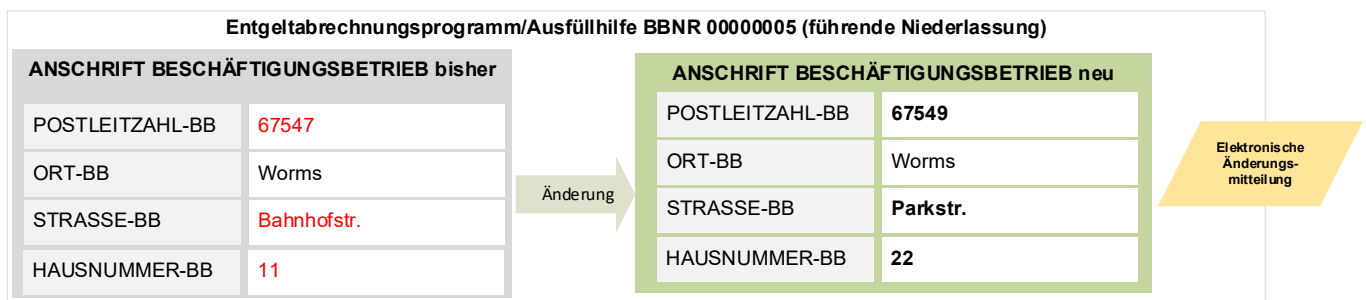 Entgeltabrechnungsprogramm/Ausfüllhilfe BBNR 00000005 (führende Niederlassung)
ANSCHRIFT BESCHÄFTIGUNGSBETRIEB bisher
POSTLEITZAHL-BB 67547
ORT-BB Worms
STRASSE-BB Bahnhofstr.
HAUSNUMMER-BB 11
Änderung
ANSCHRIFT BESCHÄFTIGUNGSBETRIEB neu
POSTLEITZAHL-BB 67549
ORT-BB Worms
STRASSE-BB Parkstr.
HAUSNUMMER-BB 22
Elektronische
Änderungs-
mitteilung